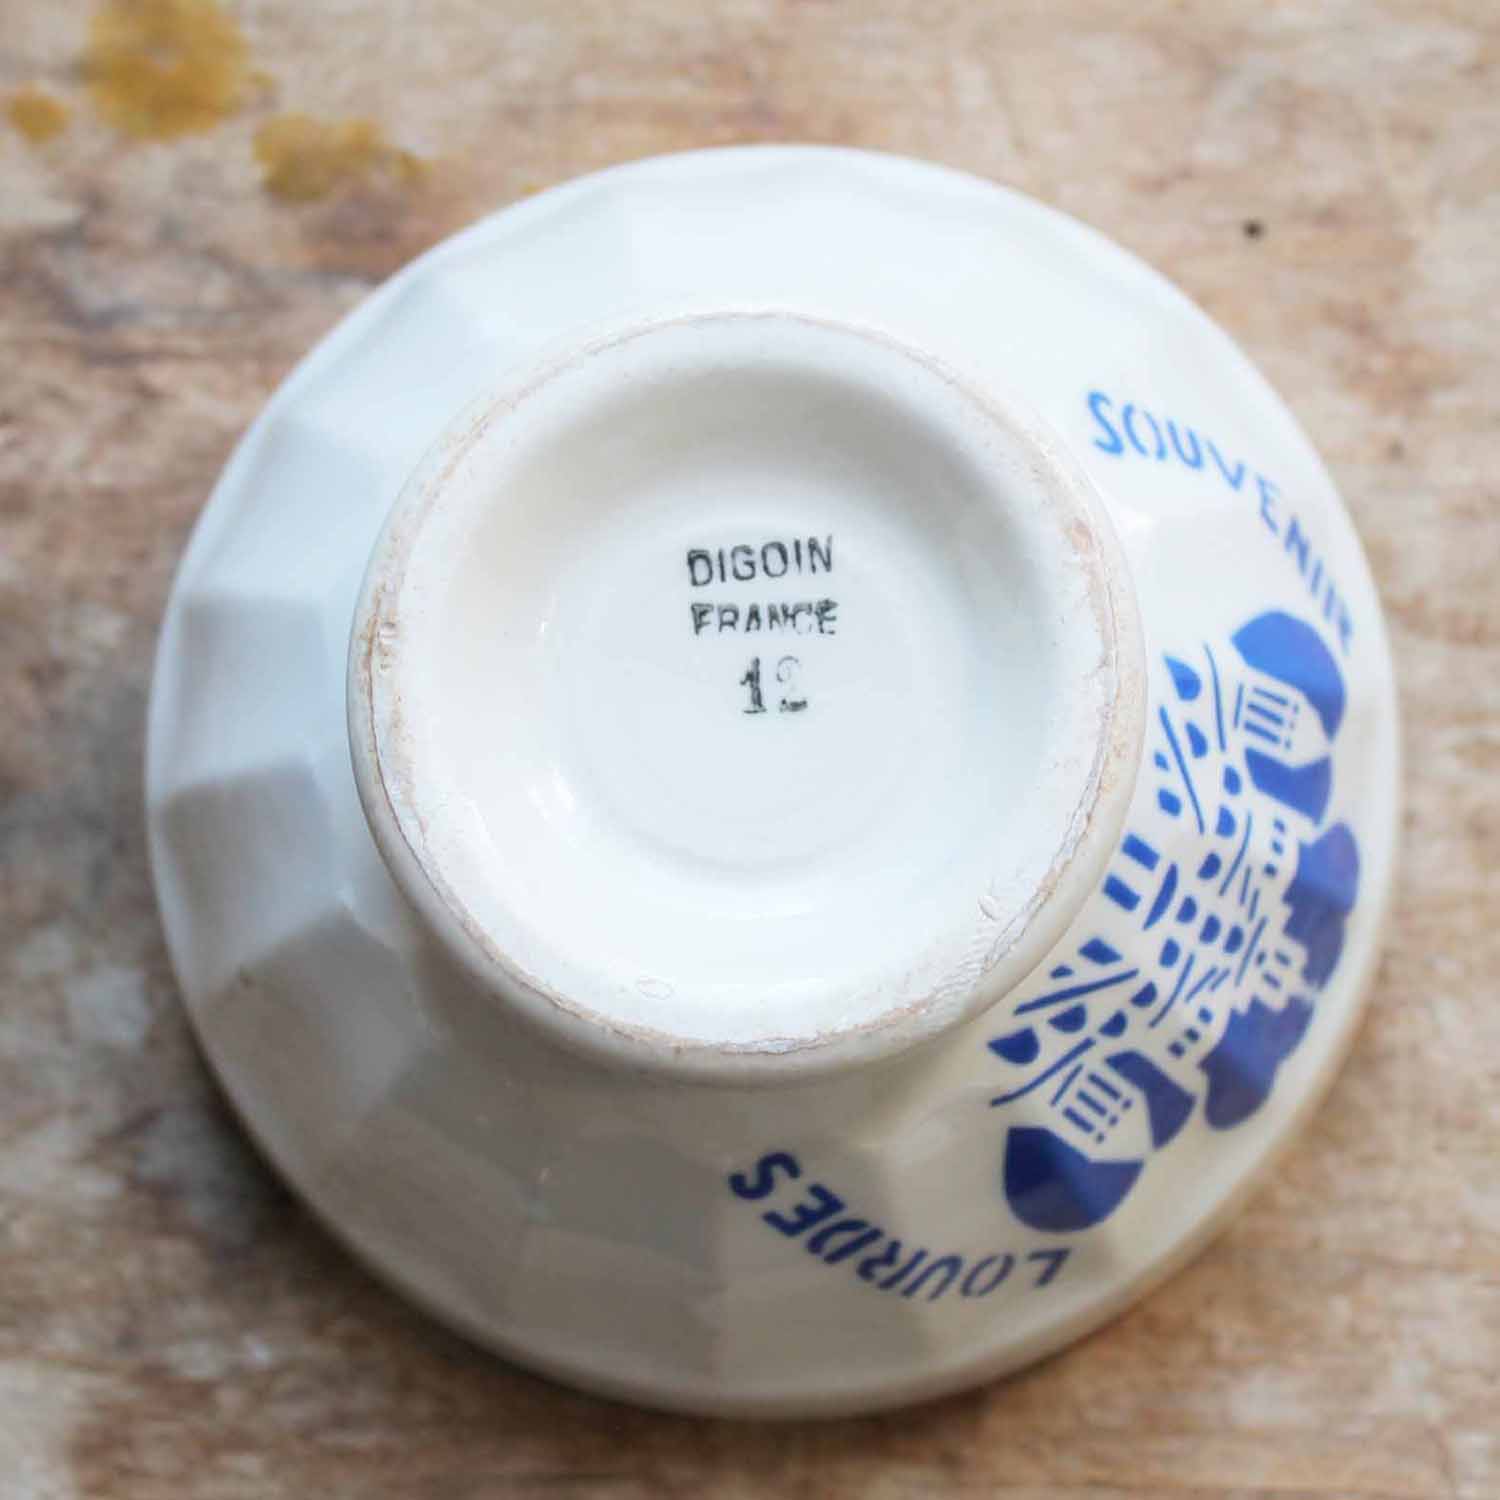 DIGOIN
FRANCE
12
SOUVENIR
LOURDES